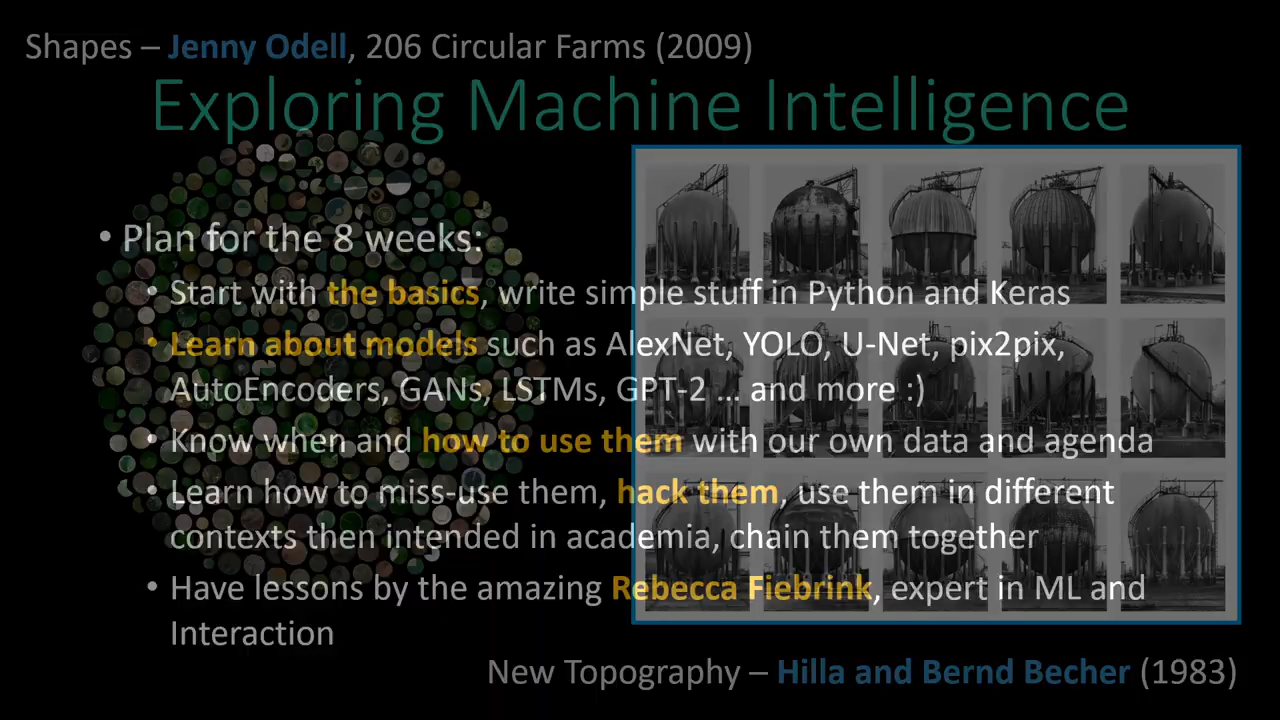 Shapes – Jenny Odell, 206 Circular Farms (2009)
Exploring Machine Intelligence
• Plan for the 8 weeks:
• Start with the basics, write simple stuff in Python and Keras
• Learn about models such as AlexNet, YOLO, U-Net, pix2pix,
AutoEncoders, GANs, LSTMs, GPT-2 … and more :)
• Know when and how to use them with our own data and agenda
• Learn how to miss-use them, hack them, use them in different
contexts then intended in academia, chain them together
• Have lessons by the amazing Rebecca Fiebrink, expert in ML and
Interaction
New Topography – Hilla and Bernd Becher (1983)